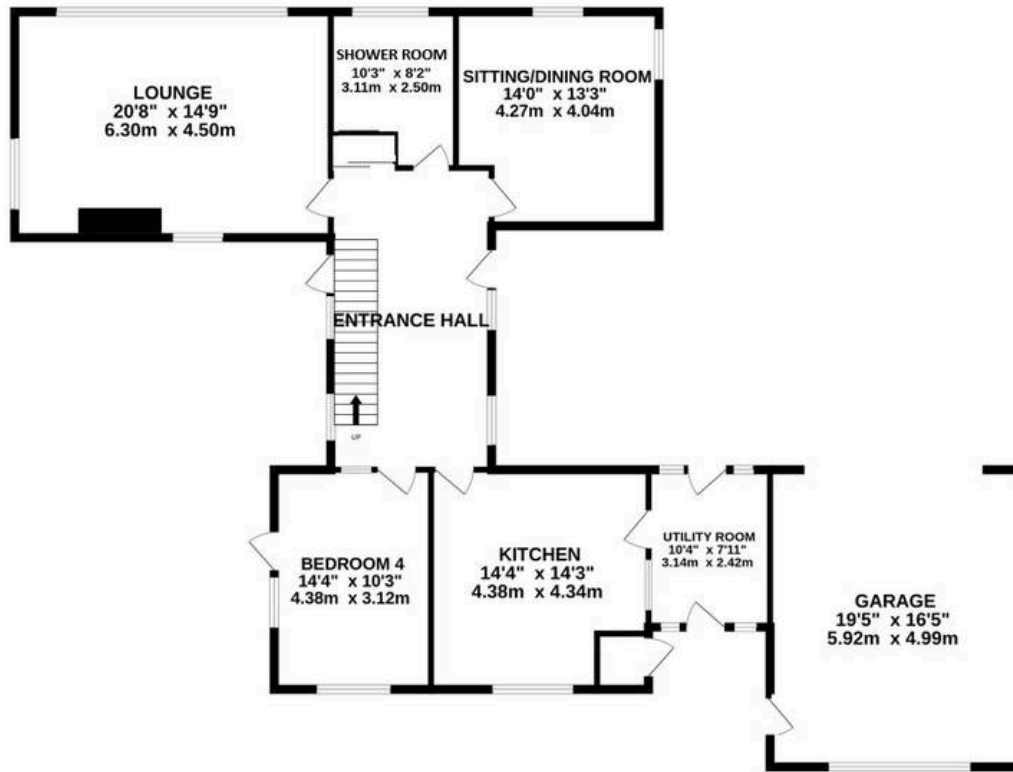 LOUNGE
20'8" x 14'9"
6.30m x 4.50m
SHOWER ROOM
10'3" x 8'2"
3.11m x 2.50m
SITTING/DINING ROOM
14'0" x 13'3"
4.27m x 4.04m
ENTRANCE HALL
UP
BEDROOM 4
14'4" x 10'3"
4.38m x 3.12m
KITCHEN
14'4" x 14'3"
4.38m x 4.34m
UTILITY ROOM
10'4" x 7'11"
3.14m x 2.42m
GARAGE
19'5" x 16'5"
5.92m x 4.99m